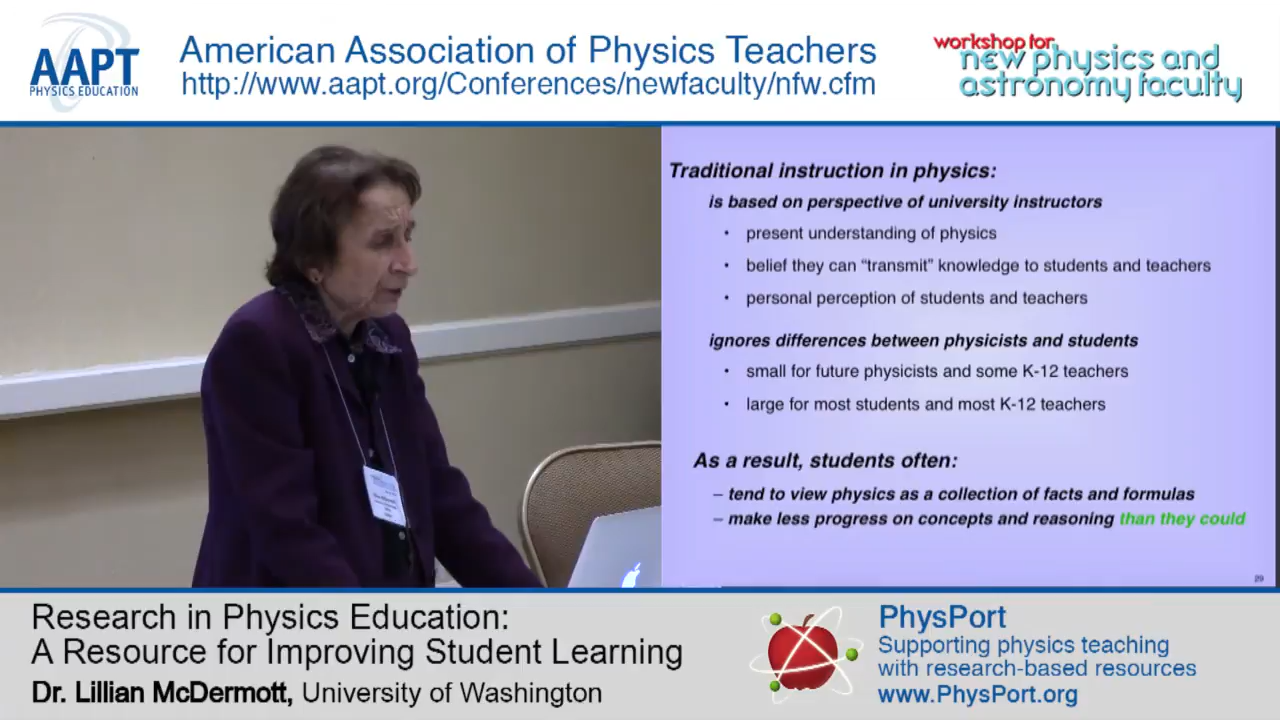 AAPT
PHYSICS EDUCATION
American Association of Physics Teachers
http://www.aapt.org/Conferences/newfaculty/nfw.cfm
workshop for
new physics and
astronomy faculty
Traditional instruction in physics:
is based on perspective of university instructors
• present understanding of physics
• belief they can “transmit” knowledge to students and teachers
• personal perception of students and teachers
ignores differences between physicists and students
• small for future physicists and some K-12 teachers
• large for most students and most K-12 teachers
As a result, students often:
– tend to view physics as a collection of facts and formulas
– make less progress on concepts and reasoning than they could
29
Research in Physics Education:
A Resource for Improving Student Learning
Dr. Lillian McDermott, University of Washington
PhysPort
Supporting physics teaching
with research-based resources
www.PhysPort.org